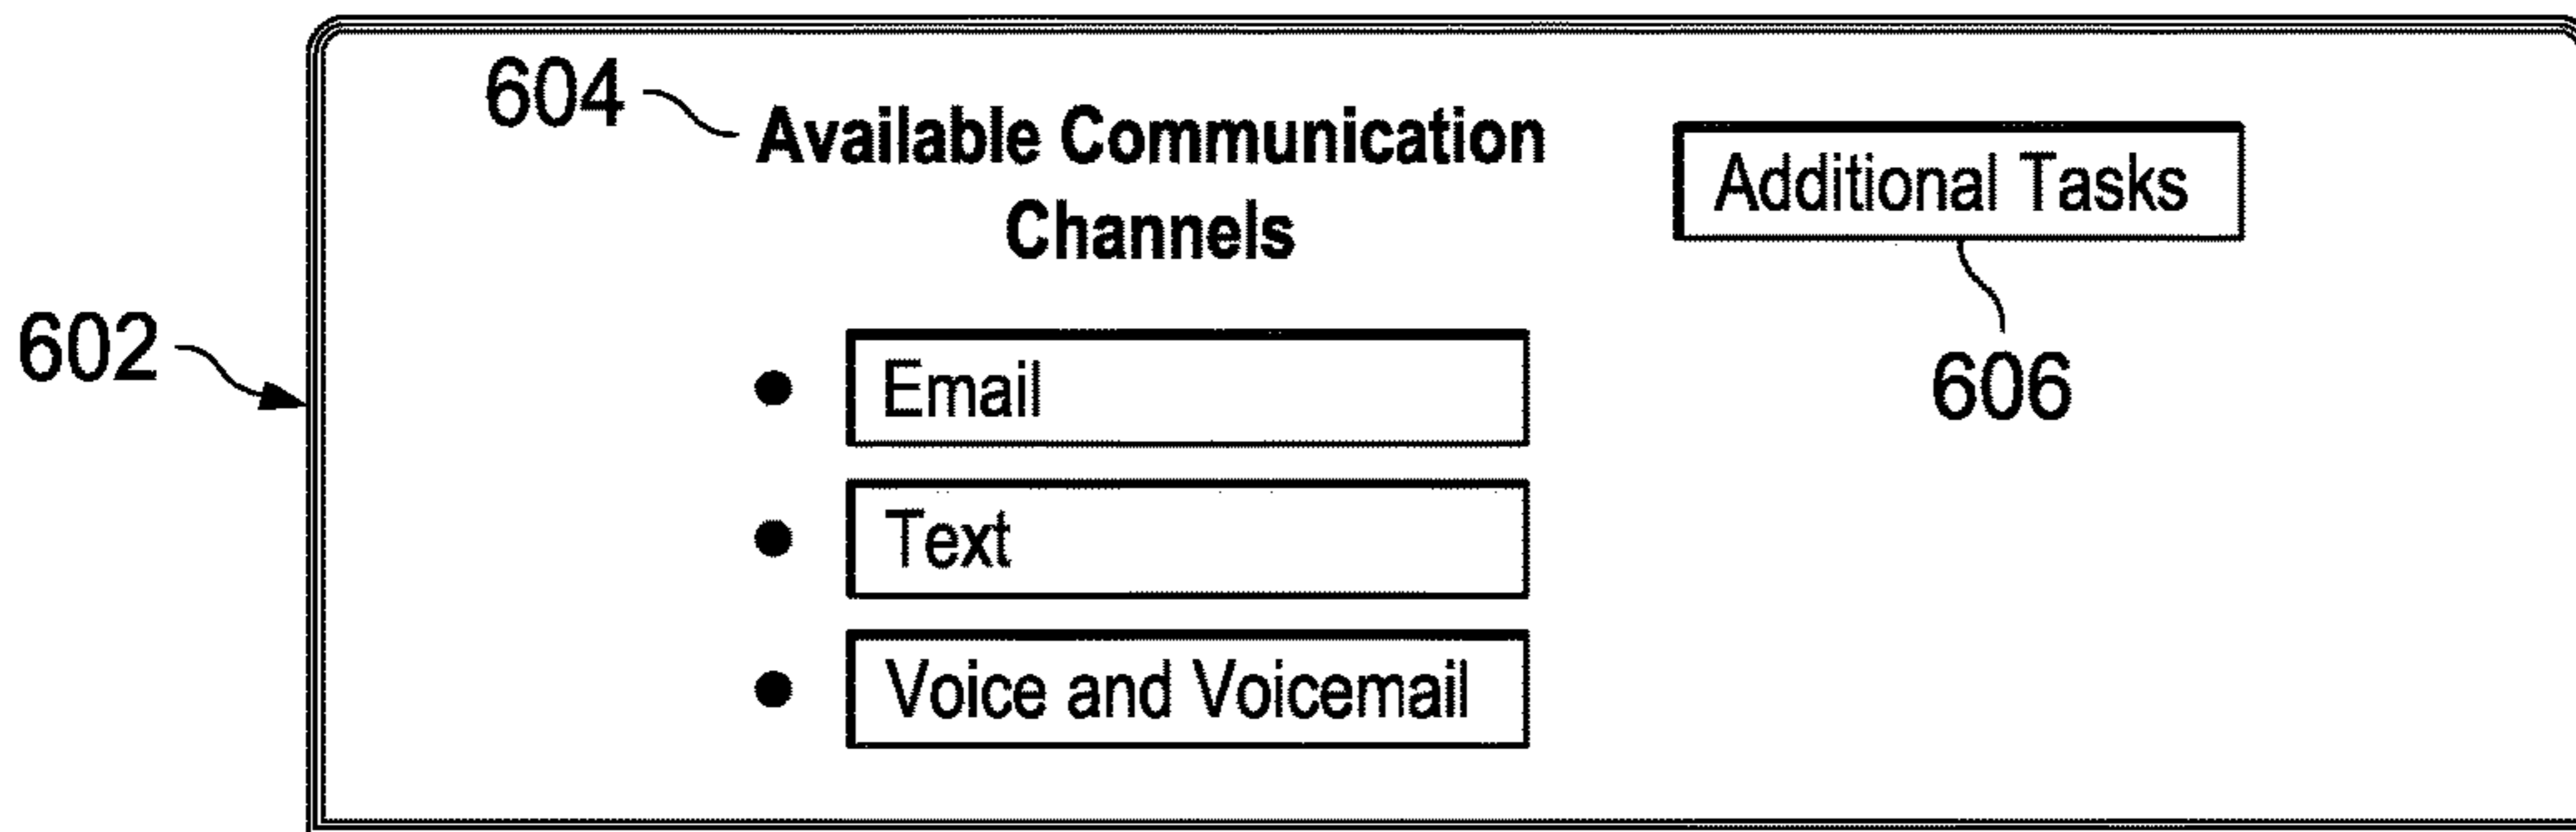 604
Available Communication
Channels
Additional Tasks
602
Email
606
Text
Voice and Voicemail